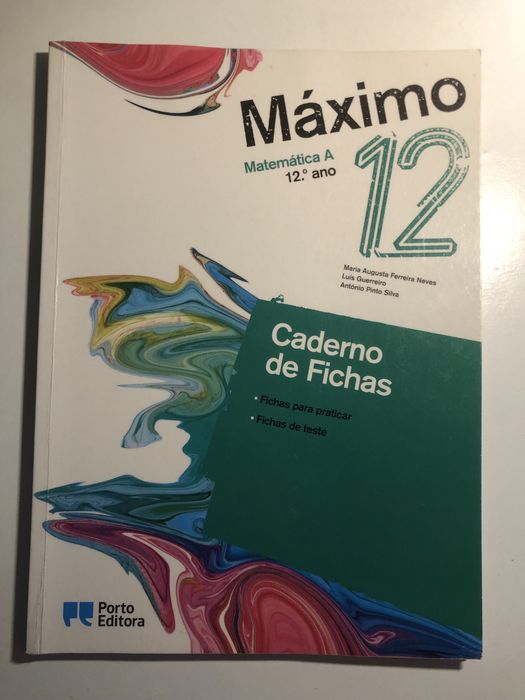 Máximo
Matemática A
12.º ano
12
Maria Augusta Ferreira Neves
Luís Guerreiro
António Pinto Silva
Caderno
de Fichas
• Fichas para praticar
• Fichas de teste
Porto
Editora